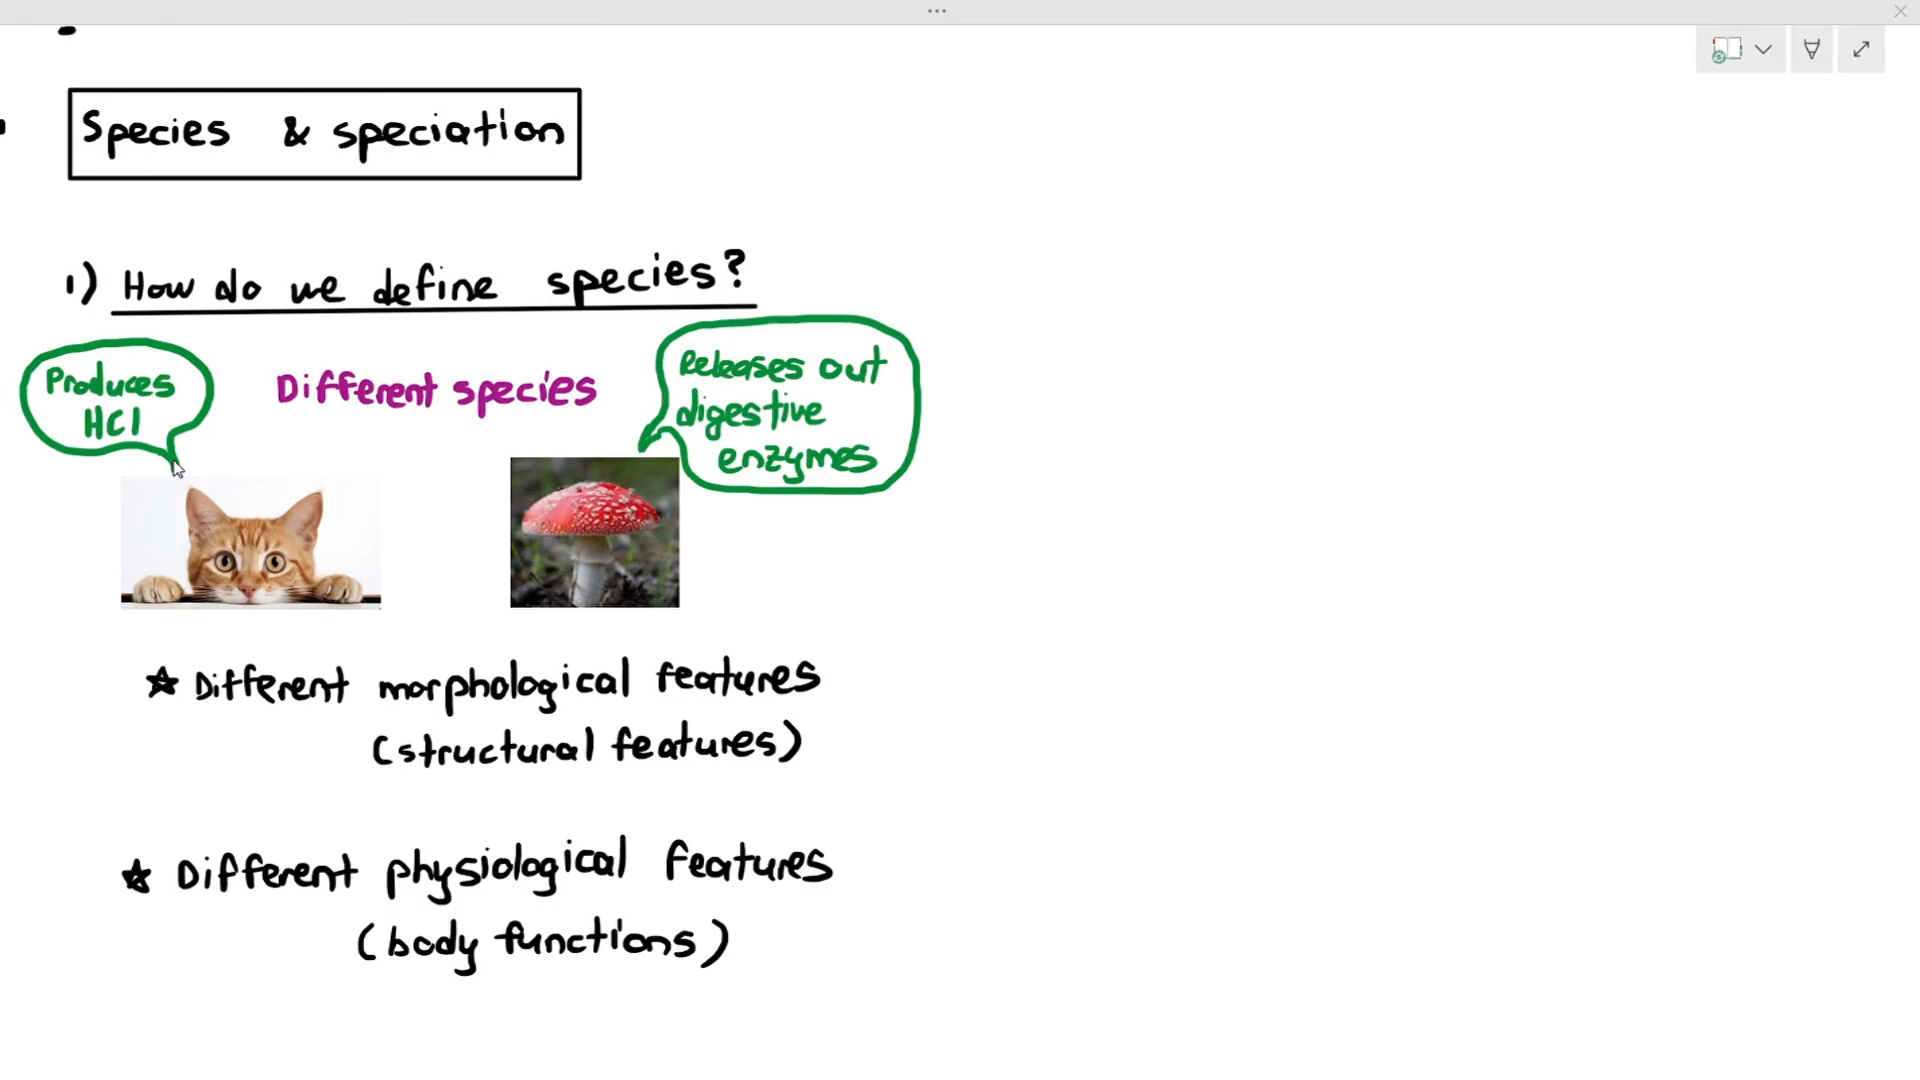 Species & speciation
1) How do we define species?
Produces
HCl
Different species
Releases out
digestive
enzymes
☆ Different morphological features
(structural features)
☆ Different physiological features
(body functions)